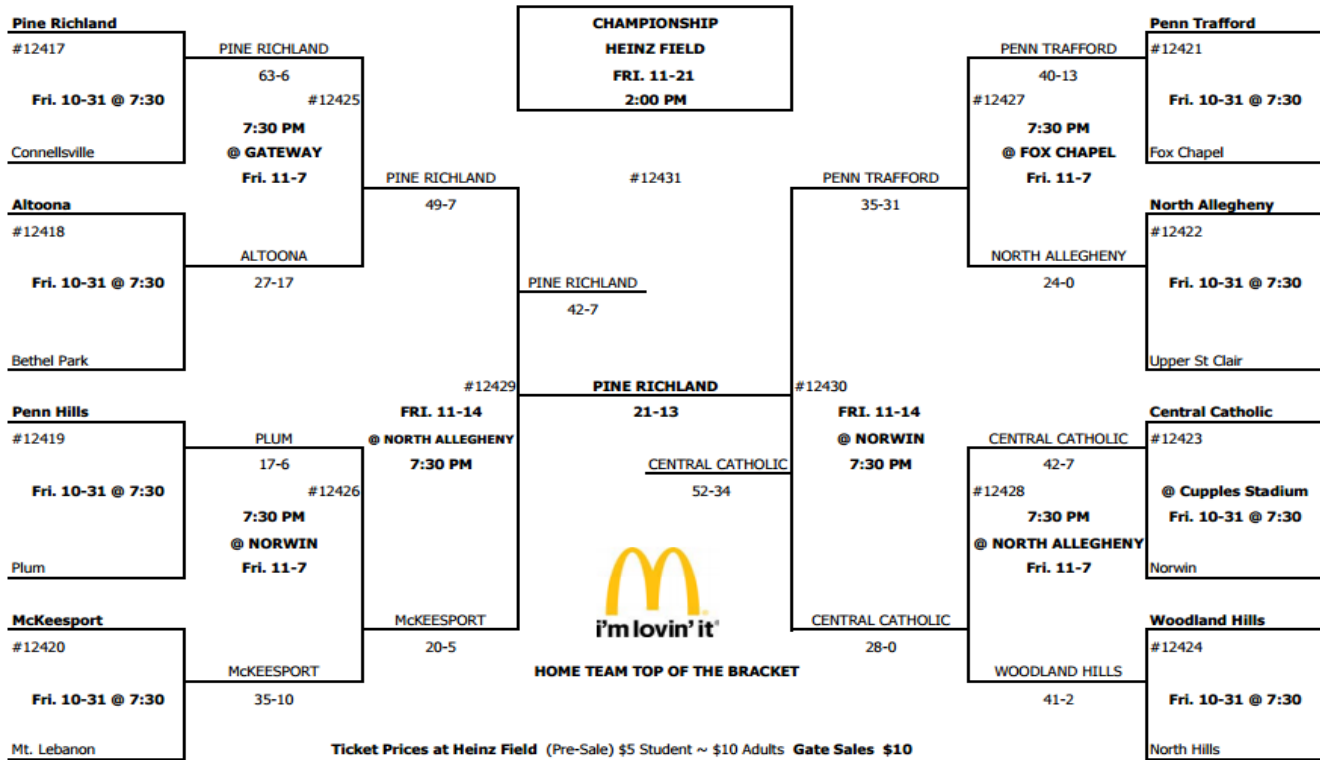 Pine Richland
#12417
Fri. 10-31 @ 7:30
Connellsville
PINE RICHLAND
63-6
#12425
7:30 PM
@ GATEWAY
Fri. 11-7
Altoona
#12418
Fri. 10-31 @ 7:30
Bethel Park
ALTOONA
27-17
PINE RICHLAND
49-7
Penn Hills
#12419
Fri. 10-31 @ 7:30
Plum
PLUM
17-6
#12426
7:30 PM
@ NORWIN
Fri. 11-7
McKeesport
#12420
Fri. 10-31 @ 7:30
Mt. Lebanon
McKEESPORT
35-10
McKEESPORT
20-5
#12429
FRI. 11-14
@ NORTH ALLEGHENY
7:30 PM
PINE RICHLAND
42-7
CHAMPIONSHIP
HEINZ FIELD
FRI. 11-21
2:00 PM
#12431
PINE RICHLAND
21-13
CENTRAL CATHOLIC
52-34
i'm lovin' it®
HOME TEAM TOP OF THE BRACKET
#12430
FRI. 11-14
@ NORWIN
7:30 PM
PENN TRAFFORD
35-31
PENN TRAFFORD
40-13
#12427
7:30 PM
@ FOX CHAPEL
Fri. 11-7
NORTH ALLEGHENY
24-0
Penn Trafford
#12421
Fri. 10-31 @ 7:30
Fox Chapel
North Allegheny
#12422
Fri. 10-31 @ 7:30
Upper St Clair
CENTRAL CATHOLIC
28-0
CENTRAL CATHOLIC
42-7
#12428
7:30 PM
@ NORTH ALLEGHENY
Fri. 11-7
WOODLAND HILLS
41-2
Central Catholic
#12423
@ Cupples Stadium
Fri. 10-31 @ 7:30
Norwin
Woodland Hills
#12424
Fri. 10-31 @ 7:30
North Hills
Ticket Prices at Heinz Field (Pre-Sale) $5 Student ~ $10 Adults Gate Sales $10